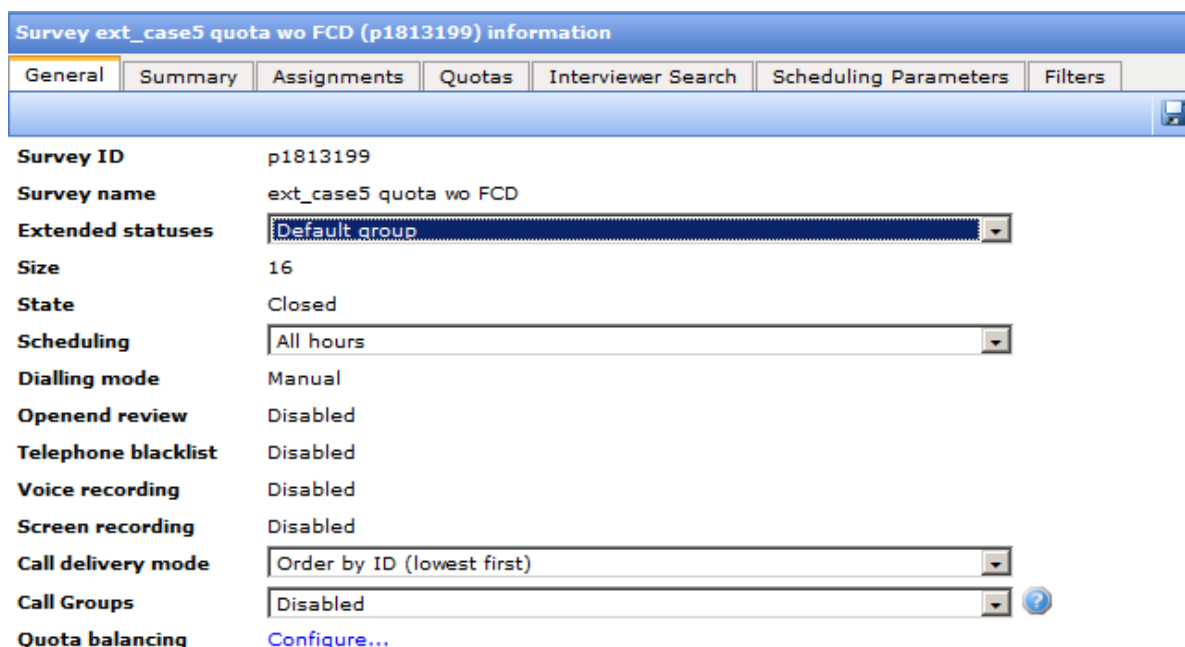 Survey ext_case5 quota wo FCD (p1813199) information
General Summary Assignments Quotas Interviewer Search Scheduling Parameters Filters
Survey ID p1813199
Survey name ext_case5 quota wo FCD
Extended statuses Default group
Size 16
State Closed
Scheduling All hours
Dialling mode Manual
Openend review Disabled
Telephone blacklist Disabled
Voice recording Disabled
Screen recording Disabled
Call delivery mode Order by ID (lowest first)
Call Groups Disabled ?
Quota balancing Configure...